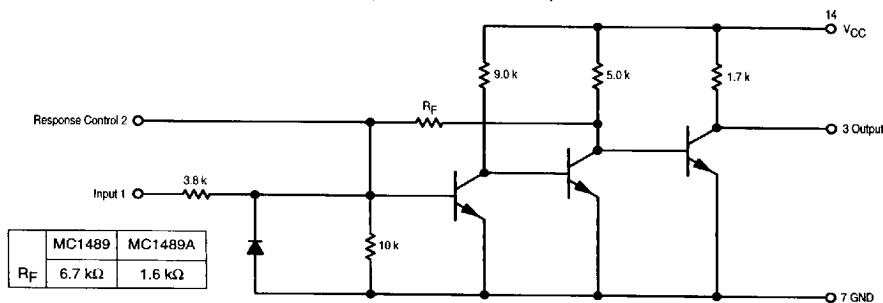 14
VCC
9.0 k
5.0 k
1.7 k
RF
Response Control 2
3 Output
3.8 k
Input 1
10 k
MC1489 MC1489A
RF 6.7 kΩ 1.6 kΩ
7 GND